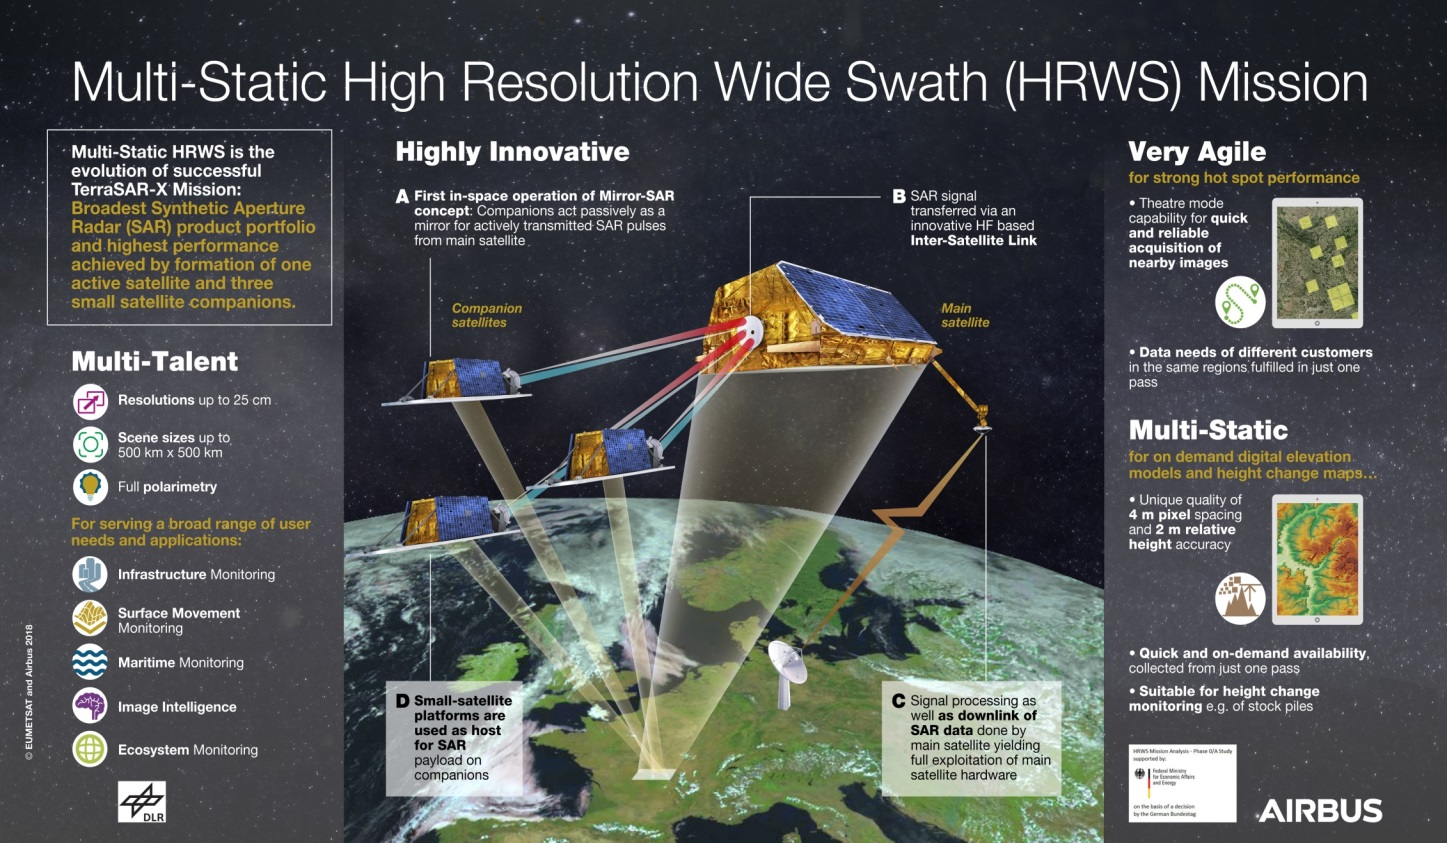 Multi-Static High Resolution Wide Swath (HRWS) Mission
Multi-Static HRWS is the
evolution of successful
TerraSAR-X Mission:
Broadest Synthetic Aperture
Radar (SAR) product portfolio
and highest performance
achieved by formation of one
active satellite and three
small satellite companions.
Multi-Talent
Resolutions up to 25 cm
Scene sizes up to
500 km x 500 km
Full polarimetry
For serving a broad range of user
needs and applications:
Infrastructure Monitoring
Surface Movement
Monitoring
Maritime Monitoring
Image Intelligence
Ecosystem Monitoring
© EUMETSAT and Airbus 2018
DLR
Highly Innovative
A First in-space operation of Mirror-SAR
concept: Companions act passively as a
mirror for actively transmitted SAR pulses
from main satellite
B SAR signal
transferred via an
innovative HF based
Inter-Satellite Link
Companion
satellites
Main
satellite
D Small-satellite
platforms are
used as host
for SAR
payload on
companions
C Signal processing as
well as downlink of
SAR data done by
main satellite yielding
full exploitation of main
satellite hardware
Very Agile
for strong hot spot performance
• Theatre mode
capability for quick
and reliable
acquisition of
nearby images
• Data needs of different customers
in the same regions fulfilled in just one
pass
Multi-Static
for on demand digital elevation
models and height change maps...
• Unique quality of
4 m pixel spacing
and 2 m relative
height accuracy
• Quick and on-demand availability,
collected from just one pass
• Suitable for height change
monitoring e.g. of stock piles
HRWS Mission Analysis - Phase 0/A Study
supported by:
Federal Ministry
for Economic Affairs
and Energy
on the basis of a decision
by the German Bundestag
AIRBUS